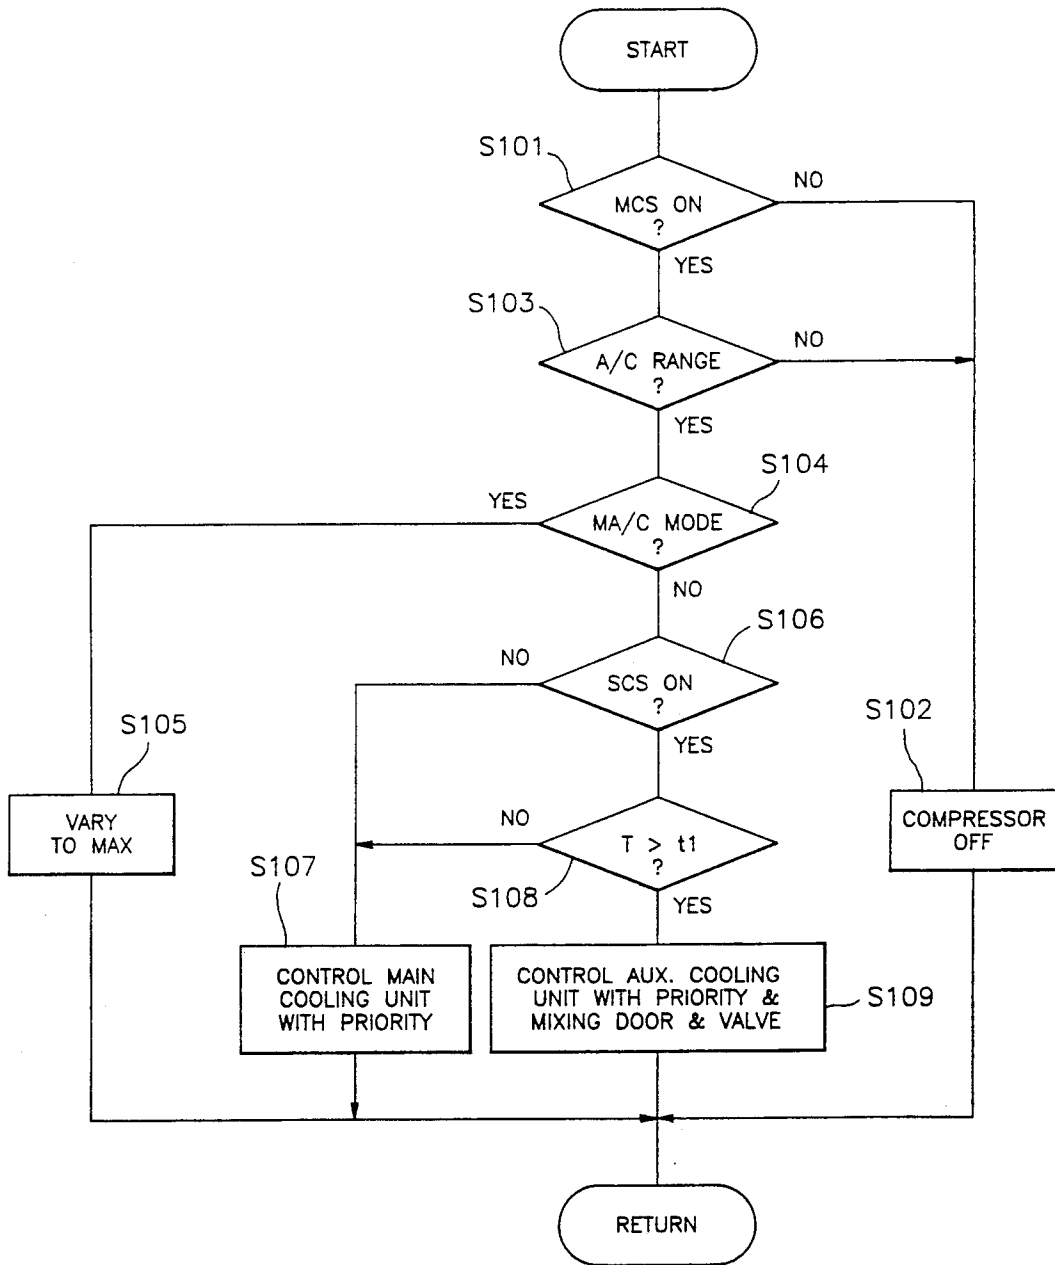 START
S101
MCS ON
?
NO
YES
S103
A/C RANGE
?
NO
YES
S104
YES
MA/C MODE
?
NO
S106
NO
SCS ON
?
YES
S105
S102
VARY
TO MAX
NO
T > t1
?
COMPRESSOR
OFF
S107
S108
YES
CONTROL MAIN
COOLING UNIT
WITH PRIORITY
CONTROL AUX. COOLING
UNIT WITH PRIORITY &
MIXING DOOR & VALVE
S109
RETURN